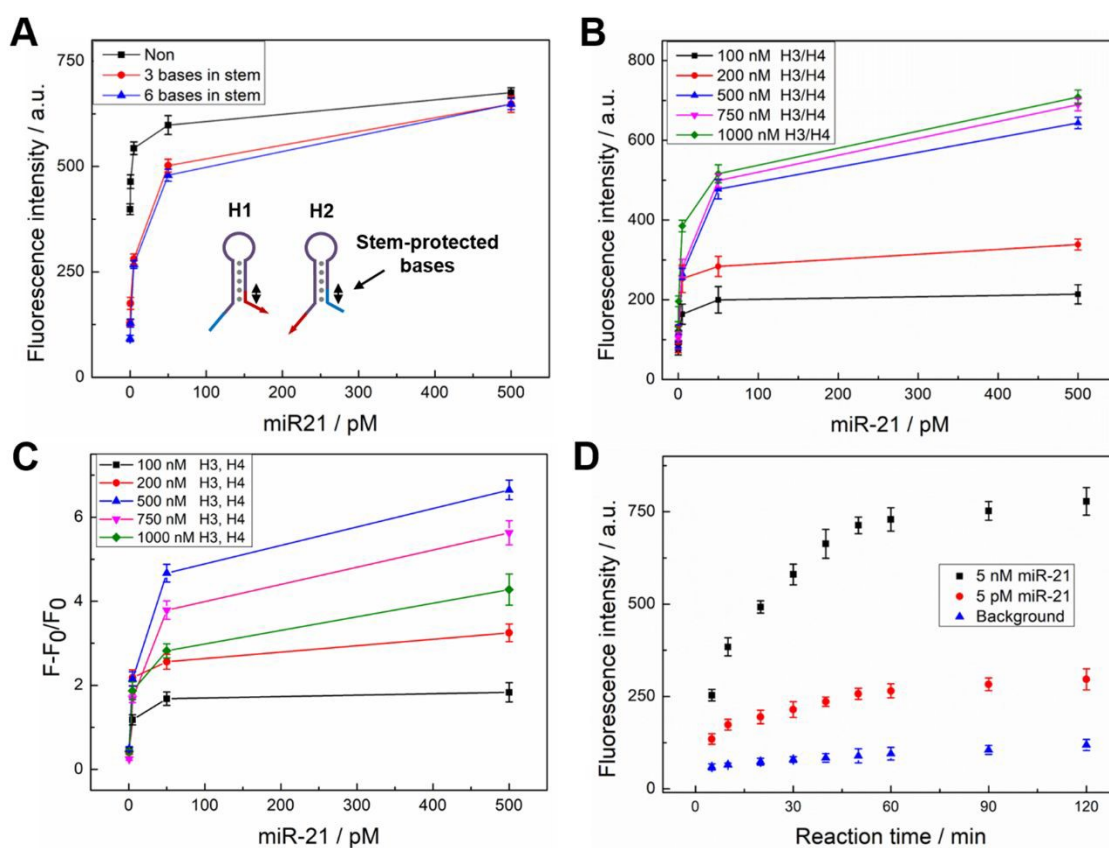 A
Non
3 bases in stem
6 bases in stem
H1
H2
Stem-protected
bases
750
500
250
0
0 100 200 300 400 500
Fluorescence intensity / a.u.
miR21 / pM
B
100 nM H3/H4
200 nM H3/H4
500 nM H3/H4
750 nM H3/H4
1000 nM H3/H4
800
600
400
200
0
0 100 200 300 400 500
Fluorescence intensity / a.u.
miR-21 / pM
C
100 nM H3, H4
200 nM H3, H4
500 nM H3, H4
750 nM H3, H4
1000 nM H3, H4
6
4
2
0
0 100 200 300 400 500
F-F0/F0
miR-21 / pM
D
5 nM miR-21
5 pM miR-21
Background
750
500
250
0
0 30 60 90 120
Fluorescence intensity / a.u.
Reaction time / min